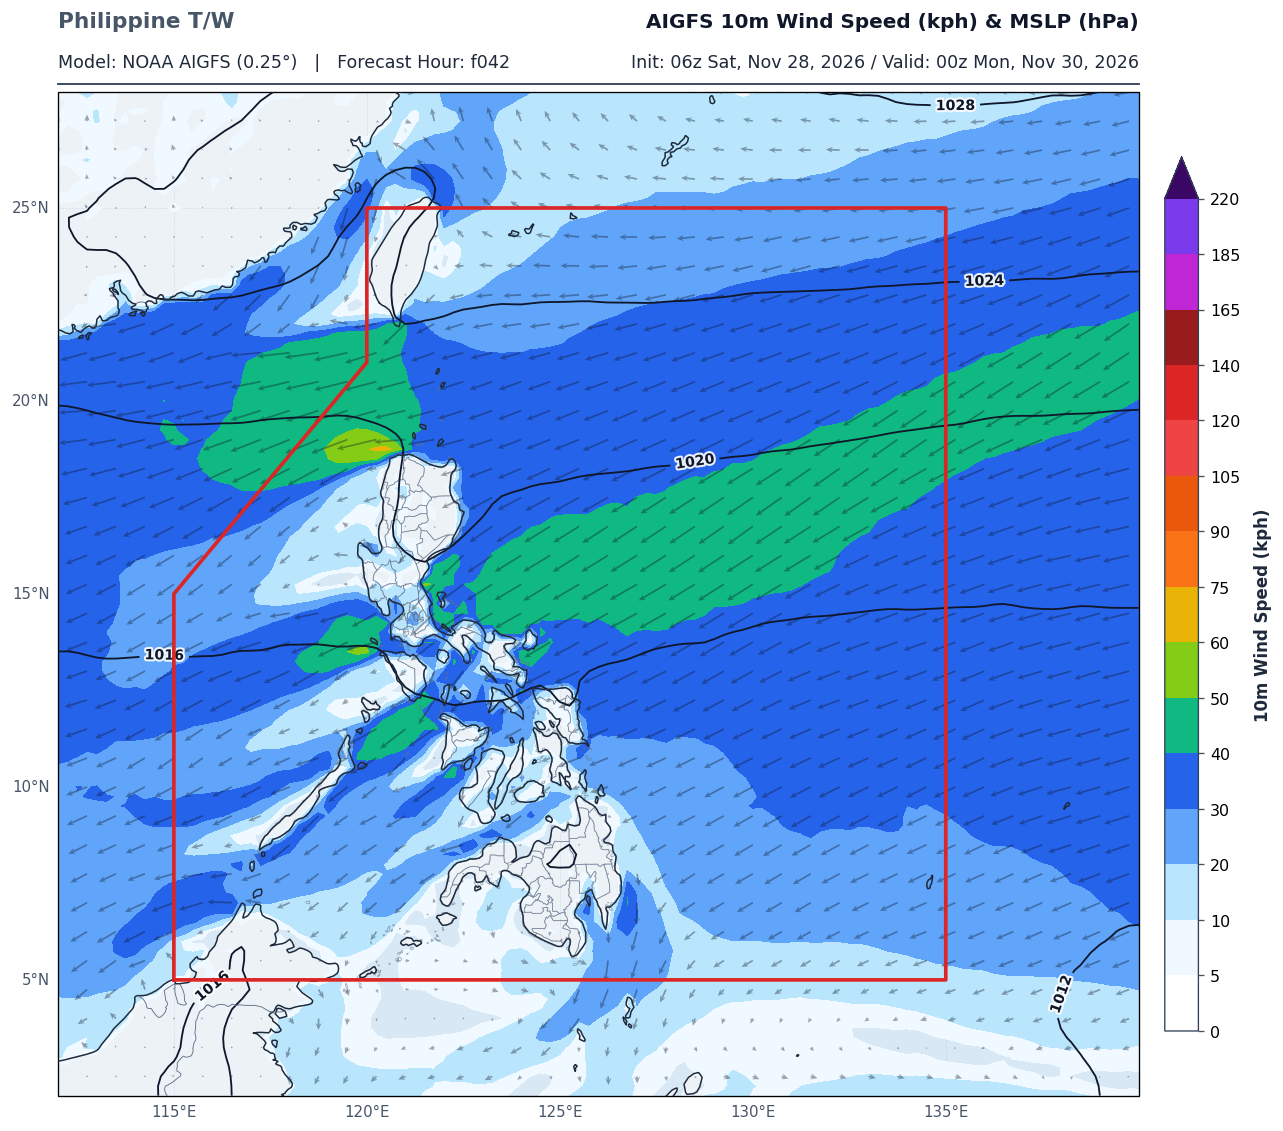 Philippine T/W
AIGFS 10m Wind Speed (kph) & MSLP (hPa)
Model: NOAA AIGFS (0.25°)   |   Forecast Hour: f042
Init: 06z Sat, Nov 28, 2026 / Valid: 00z Mon, Nov 30, 2026
1028
25°N
1024
20°N
1020
15°N
1016
10°N
5°N
1016
1012
115°E
120°E
125°E
130°E
135°E
220
185
165
140
120
105
90
75
60
50
40
30
20
10
5
0
10m Wind Speed (kph)